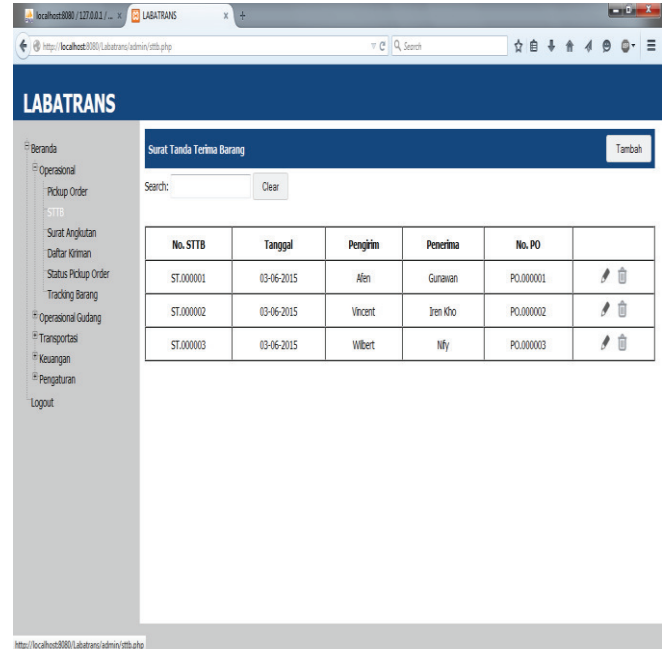 localhost:8080 / 127.0.0.1 / ... x
LABATRANS x +
http://localhost:8080/Labatrans/admin/sttb.php
Search
LABATRANS
Beranda
Operasional
Pickup Order
STTB
Surat Angkutan
Daftar Kiriman
Status Pickup Order
Tracking Barang
Operasional Gudang
Transportasi
Keuangan
Pengaturan
Logout
Surat Tanda Terima Barang Tambah
Search: Clear
No. STTB Tanggal Pengirim Penerima No. PO
ST.000001 03-06-2015 Afen Gunawan PO.000001
ST.000002 03-06-2015 Vincent Iren Kho PO.000002
ST.000003 03-06-2015 Wilbert Nify PO.000003
http://localhost:8080/Labatrans/admin/sttb.php